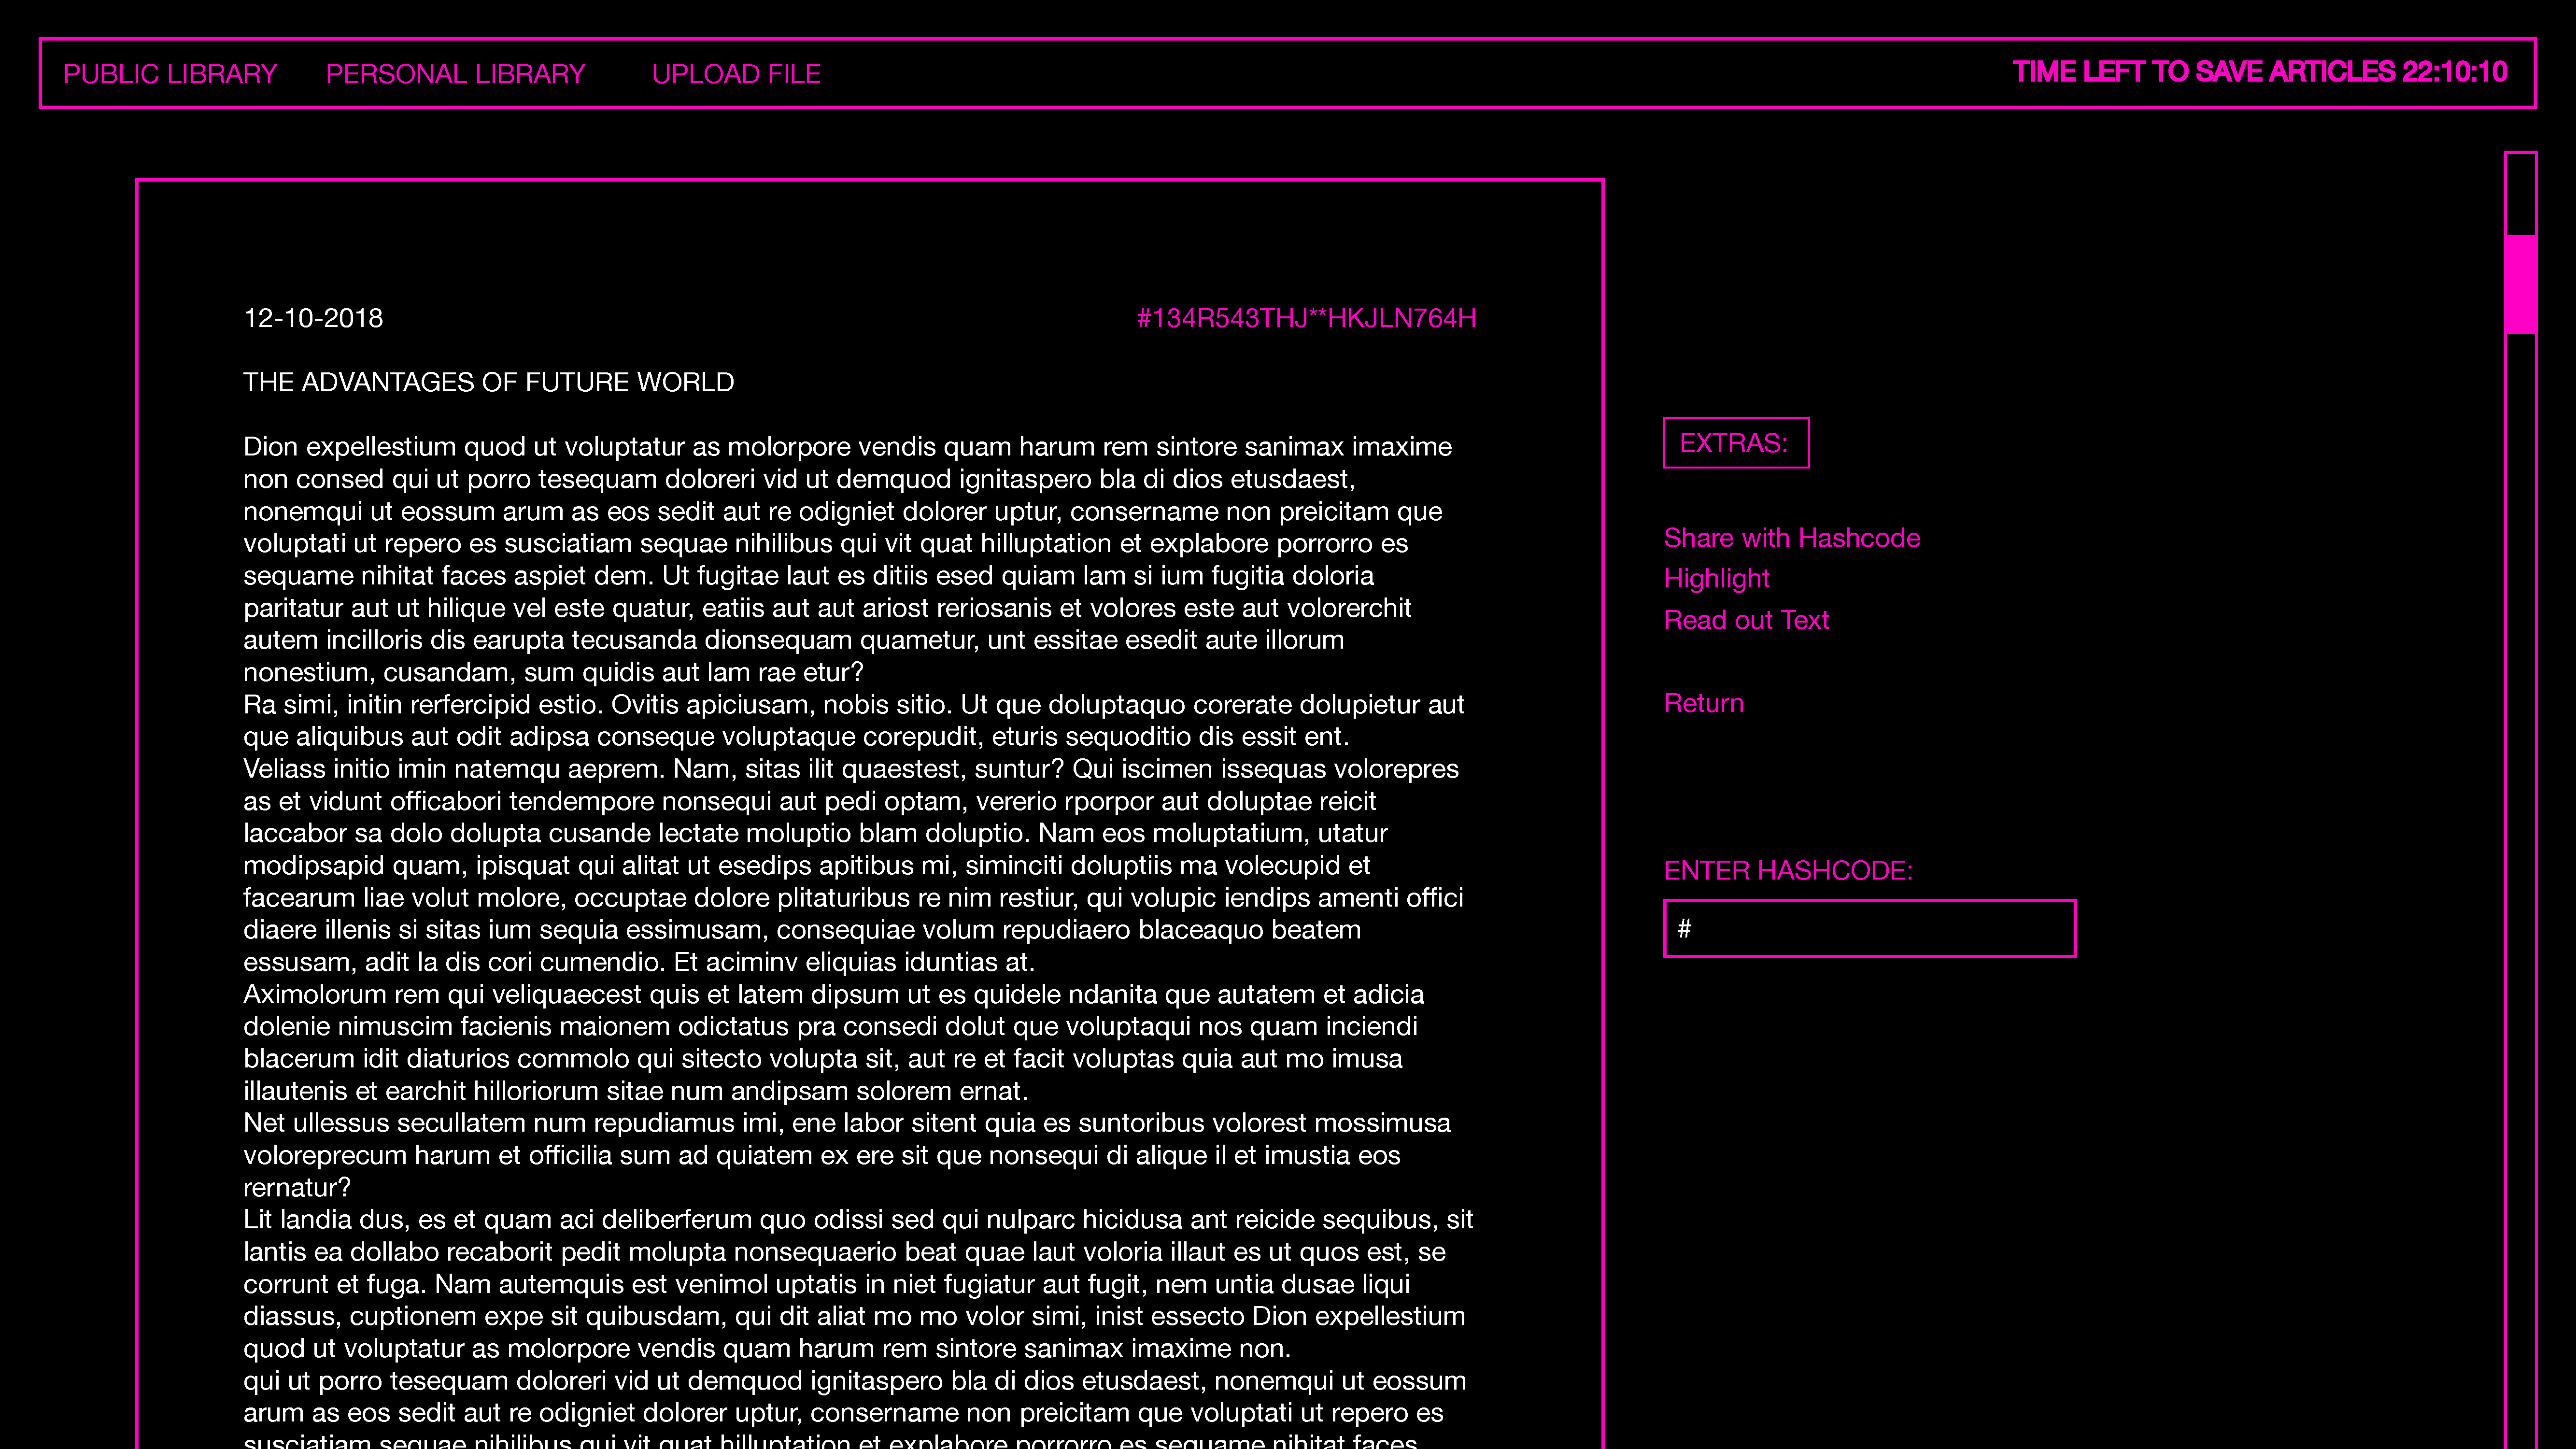 PUBLIC LIBRARY PERSONAL LIBRARY UPLOAD FILE TIME LEFT TO SAVE ARTICLES 22:10:10
12-10-2018 #134R543THJ**HKJLN764H
THE ADVANTAGES OF FUTURE WORLD
Dion expellestium quod ut voluptatur as molorpore vendis quam harum rem sintore sanimax imaxime
non consed qui ut porro tesequam doloreri vid ut demquod ignitaspero bla di dios etusdaest,
nonemqui ut eossum arum as eos sedit aut re odigniet dolorer uptur, consername non preicitam que
voluptati ut repero es susciatiam sequae nihilibus qui vit quat hilluptation et explabore porrorro es
sequame nihitat faces aspiet dem. Ut fugitae laut es ditiis esed quiam lam si ium fugitia doloria
paritatur aut ut hilique vel este quatur, eatiis aut aut ariost reriosanis et volores este aut volorerchit
autem incilloris dis earupta tecusanda dionsequam quametur, unt essitae esedit aute illorum
nonestium, cusandam, sum quidis aut lam rae etur?
Ra simi, initin rerfercipid estio. Ovitis apiciusam, nobis sitio. Ut que doluptaquo corerate dolupietur aut
que aliquibus aut odit adipsa conseque voluptaque corepudit, eturis sequoditio dis essit ent.
Veliass initio imin natemqu aeprem. Nam, sitas ilit quaestest, suntur? Qui iscimen issequas volorepres
as et vidunt officabori tendempore nonsequi aut pedi optam, vererio rporpor aut doluptae reicit
laccabor sa dolo dolupta cusande lectate moluptio blam doluptio. Nam eos moluptatium, utatur
modipsapid quam, ipisquat qui alitat ut esedips apitibus mi, siminciti doluptiis ma volecupid et
facearum liae volut molore, occuptae dolore plitaturibus re nim restiur, qui volupic iendips amenti offici
diaere illenis si sitas ium sequia essimusam, consequiae volum repudiaero blaceaquo beatem
essusam, adit la dis cori cumendio. Et aciminv eliquias iduntias at.
Aximolorum rem qui veliquaecest quis et latem dipsum ut es quidele ndanita que autatem et adicia
dolenie nimuscim facienis maionem odictatus pra consedi dolut que voluptaqui nos quam inciendi
blacerum idit diaturios commolo qui sitecto volupta sit, aut re et facit voluptas quia aut mo imusa
illautenis et earchit hilloriorum sitae num andipsam solorem ernat.
Net ullessus secullatem num repudiamus imi, ene labor sitent quia es suntoribus volorest mossimusa
voloreprecum harum et officilia sum ad quiatem ex ere sit que nonsequi di alique il et imustia eos
rernatur?
Lit landia dus, es et quam aci deliberferum quo odissi sed qui nulparc hicidusa ant reicide sequibus, sit
lantis ea dollabo recaborit pedit molupta nonsequaerio beat quae laut voloria illaut es ut quos est, se
corrunt et fuga. Nam autemquis est venimol uptatis in niet fugiatur aut fugit, nem untia dusae liqui
diassus, cuptionem expe sit quibusdam, qui dit aliat mo mo volor simi, inist essecto Dion expellestium
quod ut voluptatur as molorpore vendis quam harum rem sintore sanimax imaxime non.
qui ut porro tesequam doloreri vid ut demquod ignitaspero bla di dios etusdaest, nonemqui ut eossum
arum as eos sedit aut re odigniet dolorer uptur, consername non preicitam que voluptati ut repero es
susciatiam sequae nihilibus qui vit quat hilluptation et explabore porrorro es sequame nihitat faces
EXTRAS:
Share with Hashcode
Highlight
Read out Text
Return
ENTER HASHCODE:
#